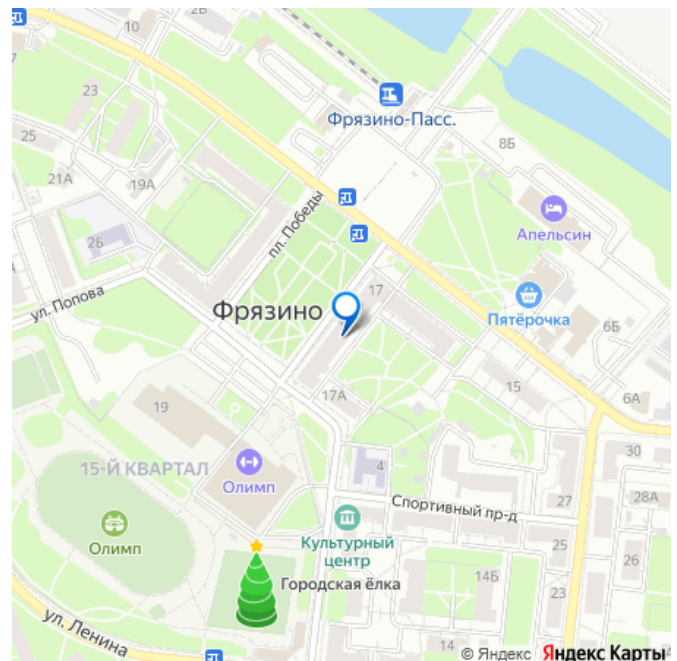 2В
10
23
Фрязино-Пасс.
25
8Б
21А
19А
пл. Победы
2Б
Апельсин
ул. Попова
17
Фрязино
Пятёрочка
6Б
15
17А
6А
19
30
15-Й КВАРТАЛ
4
Олимп
28А
27
Спортивный пр-д
Олимп
Культурный
центр
25
26
Городская ёлка
14Б
23
ул. Ленина
14
© Яндекс Яндекс Карты